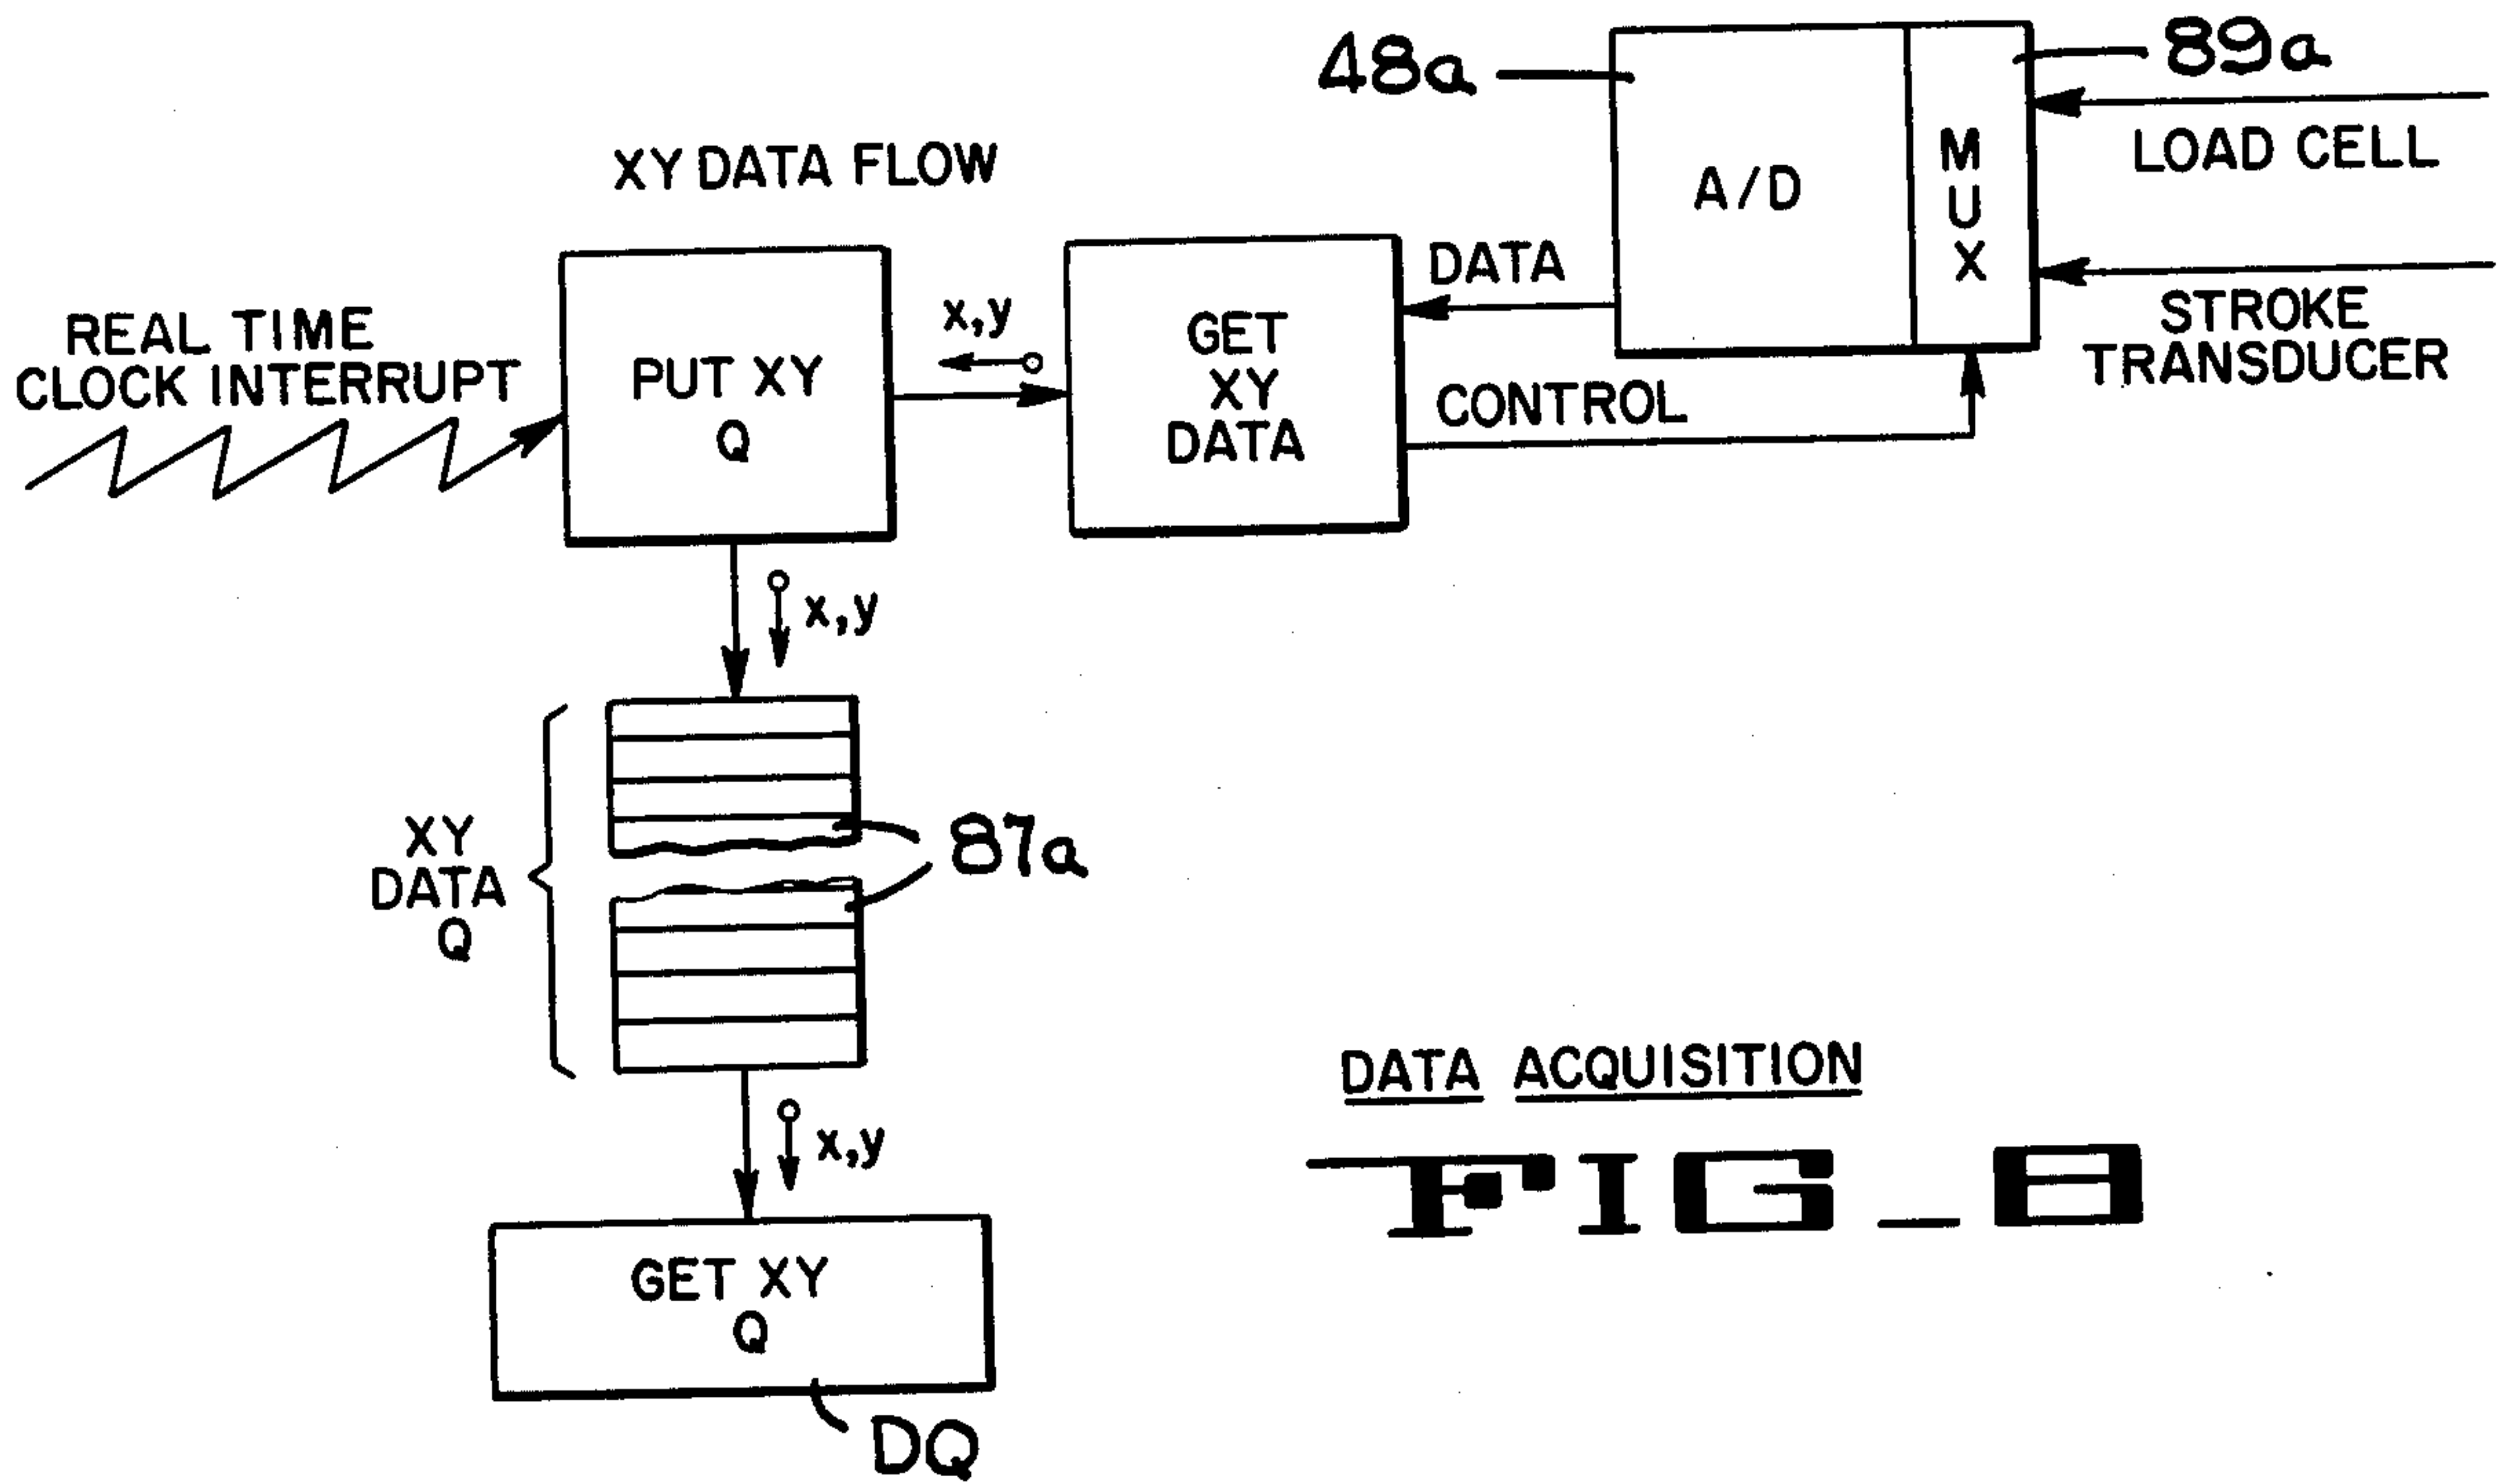 48a
89a
LOAD CELL
XY DATA FLOW
A/D
MUX
DATA
STROKE
TRANSDUCER
REAL TIME
CLOCK INTERRUPT
PUT XY
Q
x,y
GET
XY
DATA
CONTROL
x,y
XY
DATA
Q
87a
x,y
GET XY
Q
DQ
DATA ACQUISITION
FIG_8